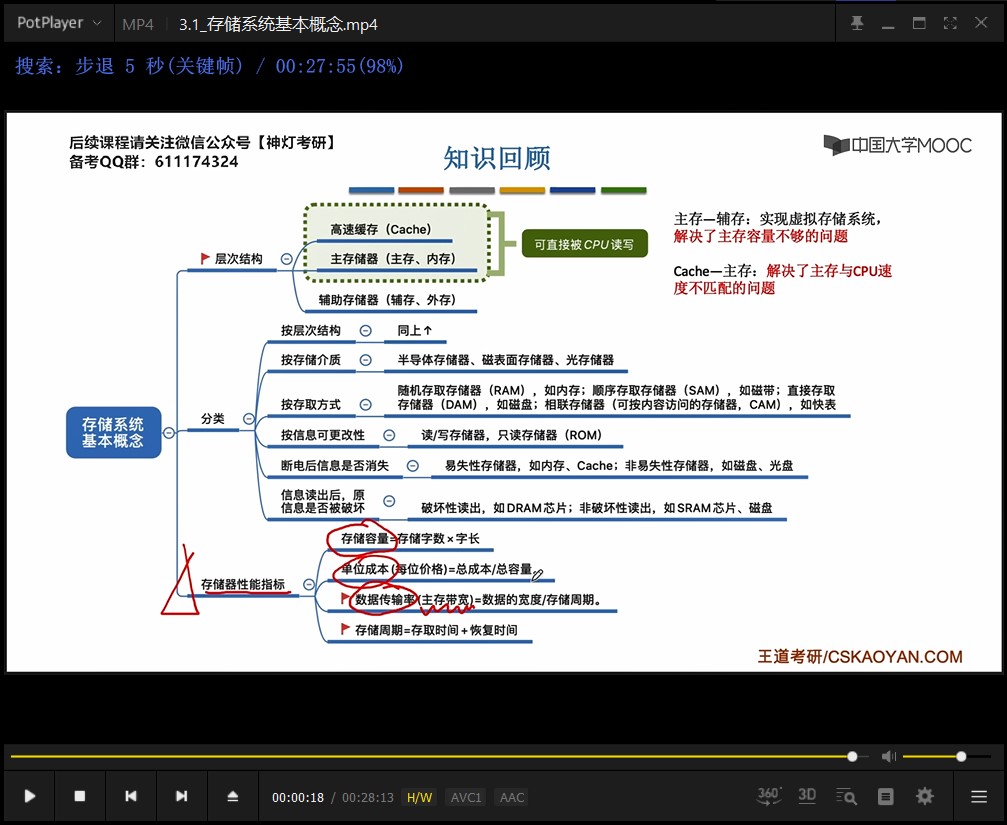 PotPlayer
MP4
3.1_存储系统基本概念.mp4
搜索: 步退 5 秒(关键帧) / 00:27:55(98%)
后续课程请关注微信公众号【神灯考研】
备考QQ群：611174324
知识回顾
中国大学MOOC
高速缓存（Cache）
主存储器（主存、内存）
辅助存储器（辅存、外存）
层次结构
可直接被CPU读写
主存—辅存：实现虚拟存储系统，
解决了主存容量不够的问题
Cache—主存：解决了主存与CPU速
度不匹配的问题
存储系统
基本概念
分类
按层次结构
同上↑
按存储介质
半导体存储器、磁表面存储器、光存储器
按存取方式
随机存取存储器（RAM），如内存；顺序存取存储器（SAM），如磁带；直接存取
存储器（DAM），如磁盘；相联存储器（可按内容访问的存储器，CAM），如快表
按信息可更改性
读/写存储器，只读存储器（ROM）
断电后信息是否消失
易失性存储器，如内存、Cache；非易失性存储器，如磁盘、光盘
信息读出后，原
信息是否被破坏
破坏性读出，如DRAM芯片；非破坏性读出，如SRAM芯片、磁盘
存储器性能指标
存储容量=存储字数×字长
单位成本(每位价格)=总成本/总容量
数据传输率(主存带宽)=数据的宽度/存储周期。
存储周期=存取时间+恢复时间
王道考研/CSKAOYAN.COM
00:00:18 / 00:28:13 H/W AVC1 AAC
360°
3D